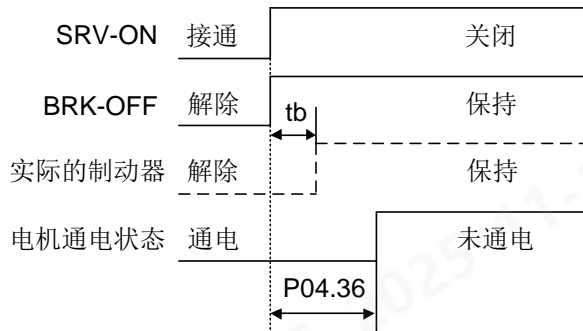 SRV-ON 接通 关闭
BRK-OFF 解除 保持
tb
实际的制动器 解除 保持
电机通电状态 通电 未通电
P04.36